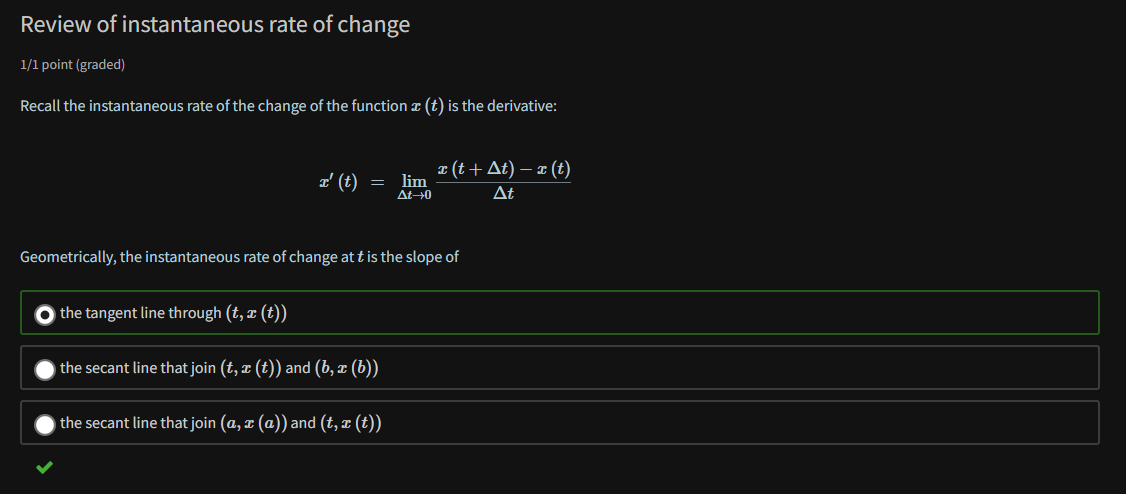 Review of instantaneous rate of change
1/1 point (graded)
Recall the instantaneous rate of the change of the function x (t) is the derivative:
x′ (t) = lim Δt→0 x (t + Δt) − x (t) / Δt
Geometrically, the instantaneous rate of change at t is the slope of
the tangent line through (t, x (t))
the secant line that join (t, x (t)) and (b, x (b))
the secant line that join (a, x (a)) and (t, x (t))